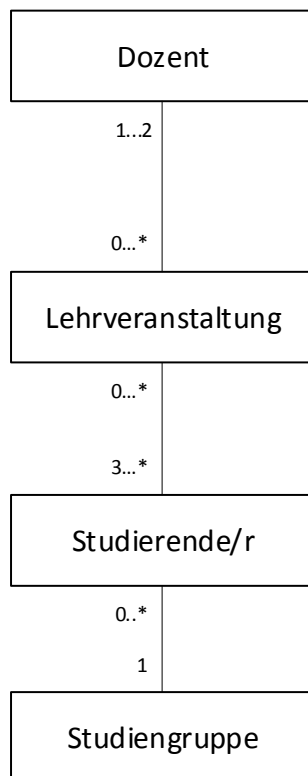 Dozent
1...2
0...*
Lehrveranstaltung
0...*
3...*
Studierende/r
0..*
1
Studiengruppe